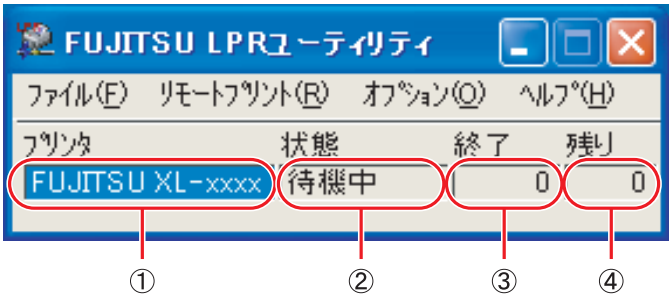 FUJITSU LPRユーティリティ
ファイル(F) リモートプリント(R) オプション(O) ヘルプ(H)
プリンタ 状態 終了 残り
FUJITSU XL-xxxx 待機中 0 0
① ② ③ ④